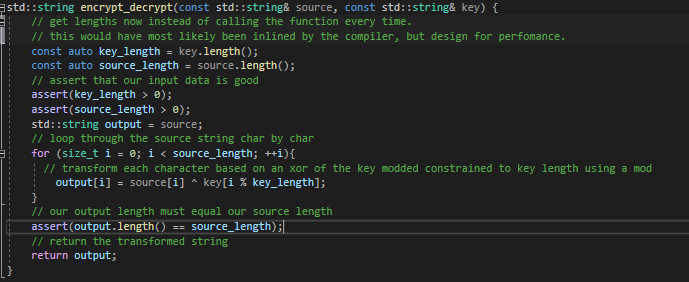 std::string encrypt_decrypt(const std::string& source, const std::string& key) {
// get lengths now instead of calling the function every time.
// this would have most likely been inlined by the compiler, but design for perfomance.
const auto key_length = key.length();
const auto source_length = source.length();
// assert that our input data is good
assert(key_length > 0);
assert(source_length > 0);
std::string output = source;
// loop through the source string char by char
for (size_t i = 0; i < source_length; ++i){
// transform each character based on an xor of the key modded constrained to key length using a mod
output[i] = source[i] ^ key[i % key_length];
}
// our output length must equal our source length
assert(output.length() == source_length);
// return the transformed string
return output;
}